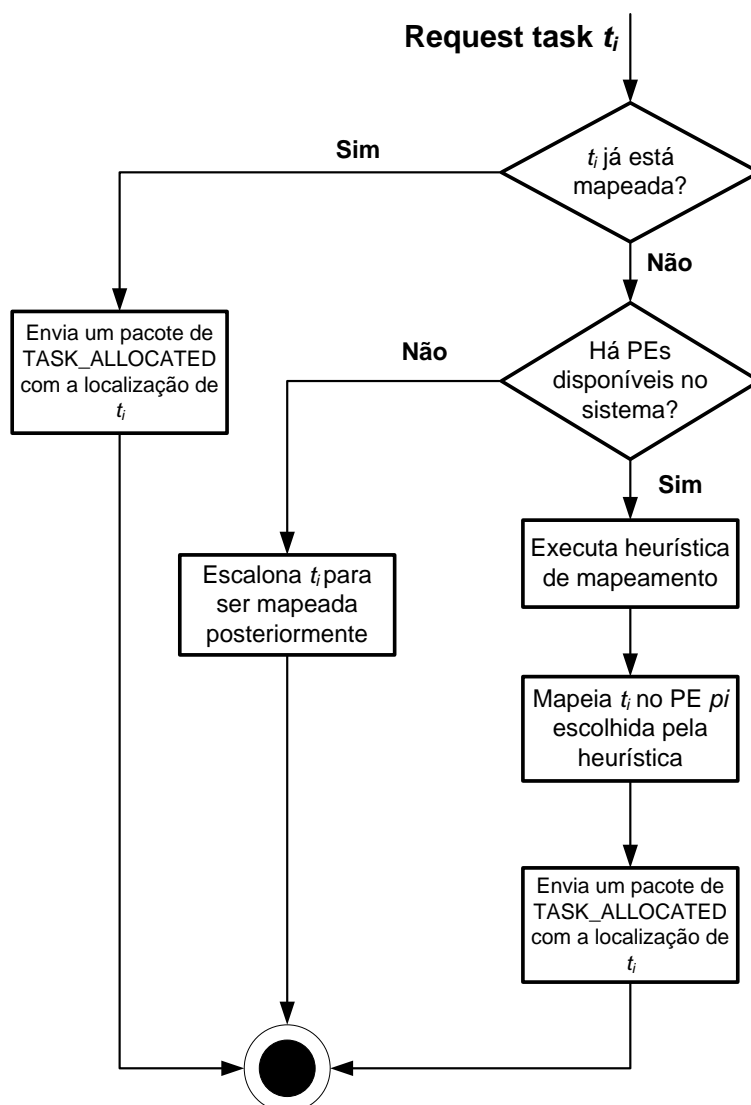 Request task ti
ti já está
mapeada?
Sim
Não
Envia um pacote de
TASK_ALLOCATED
com a localização de
ti
Há PEs
disponíveis no
sistema?
Não
Sim
Escalona ti para
ser mapeada
posteriormente
Executa heurística
de mapeamento
Mapeia ti no PE pi
escolhida pela
heurística
Envia um pacote de
TASK_ALLOCATED
com a localização de
ti